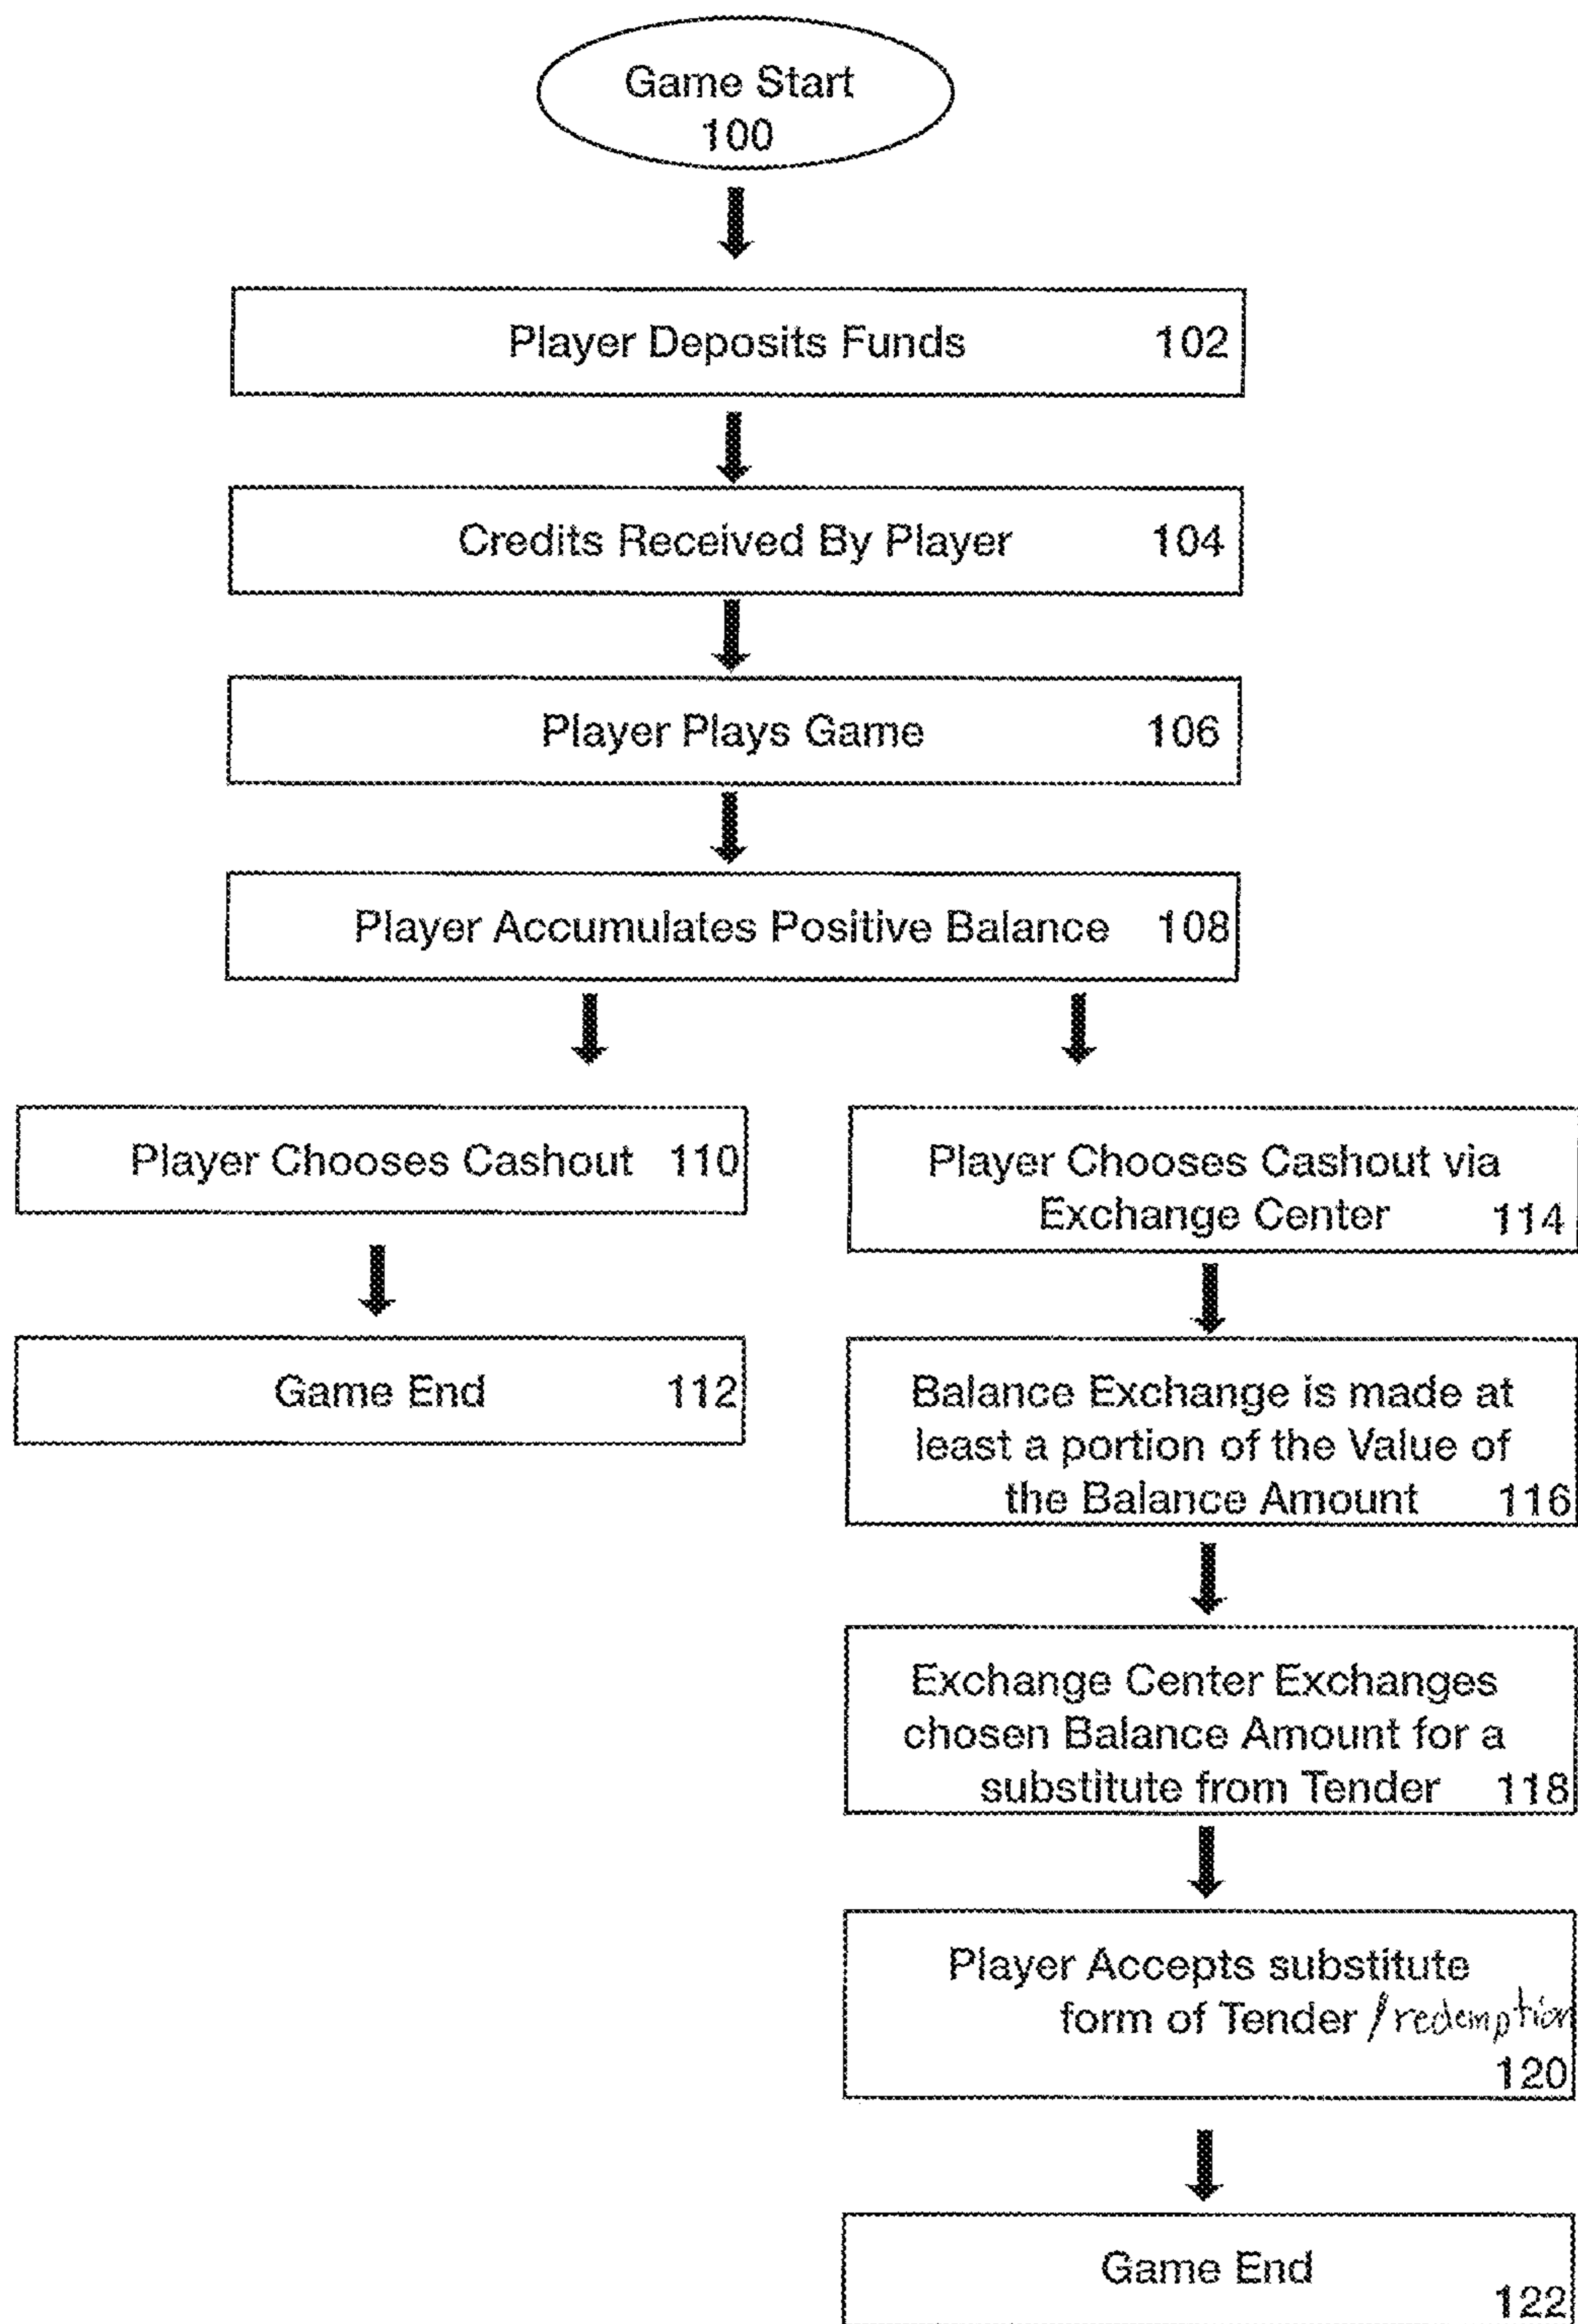 Game Start
100
Player Deposits Funds 102
Credits Received By Player 104
Player Plays Game 106
Player Accumulates Positive Balance 108
Player Chooses Cashout 110
Game End 112
Player Chooses Cashout via
Exchange Center 114
Balance Exchange is made at
least a portion of the Value of
the Balance Amount 116
Exchange Center Exchanges
chosen Balance Amount for a
substitute from Tender 118
Player Accepts substitute
form of Tender /redemption
120
Game End
122